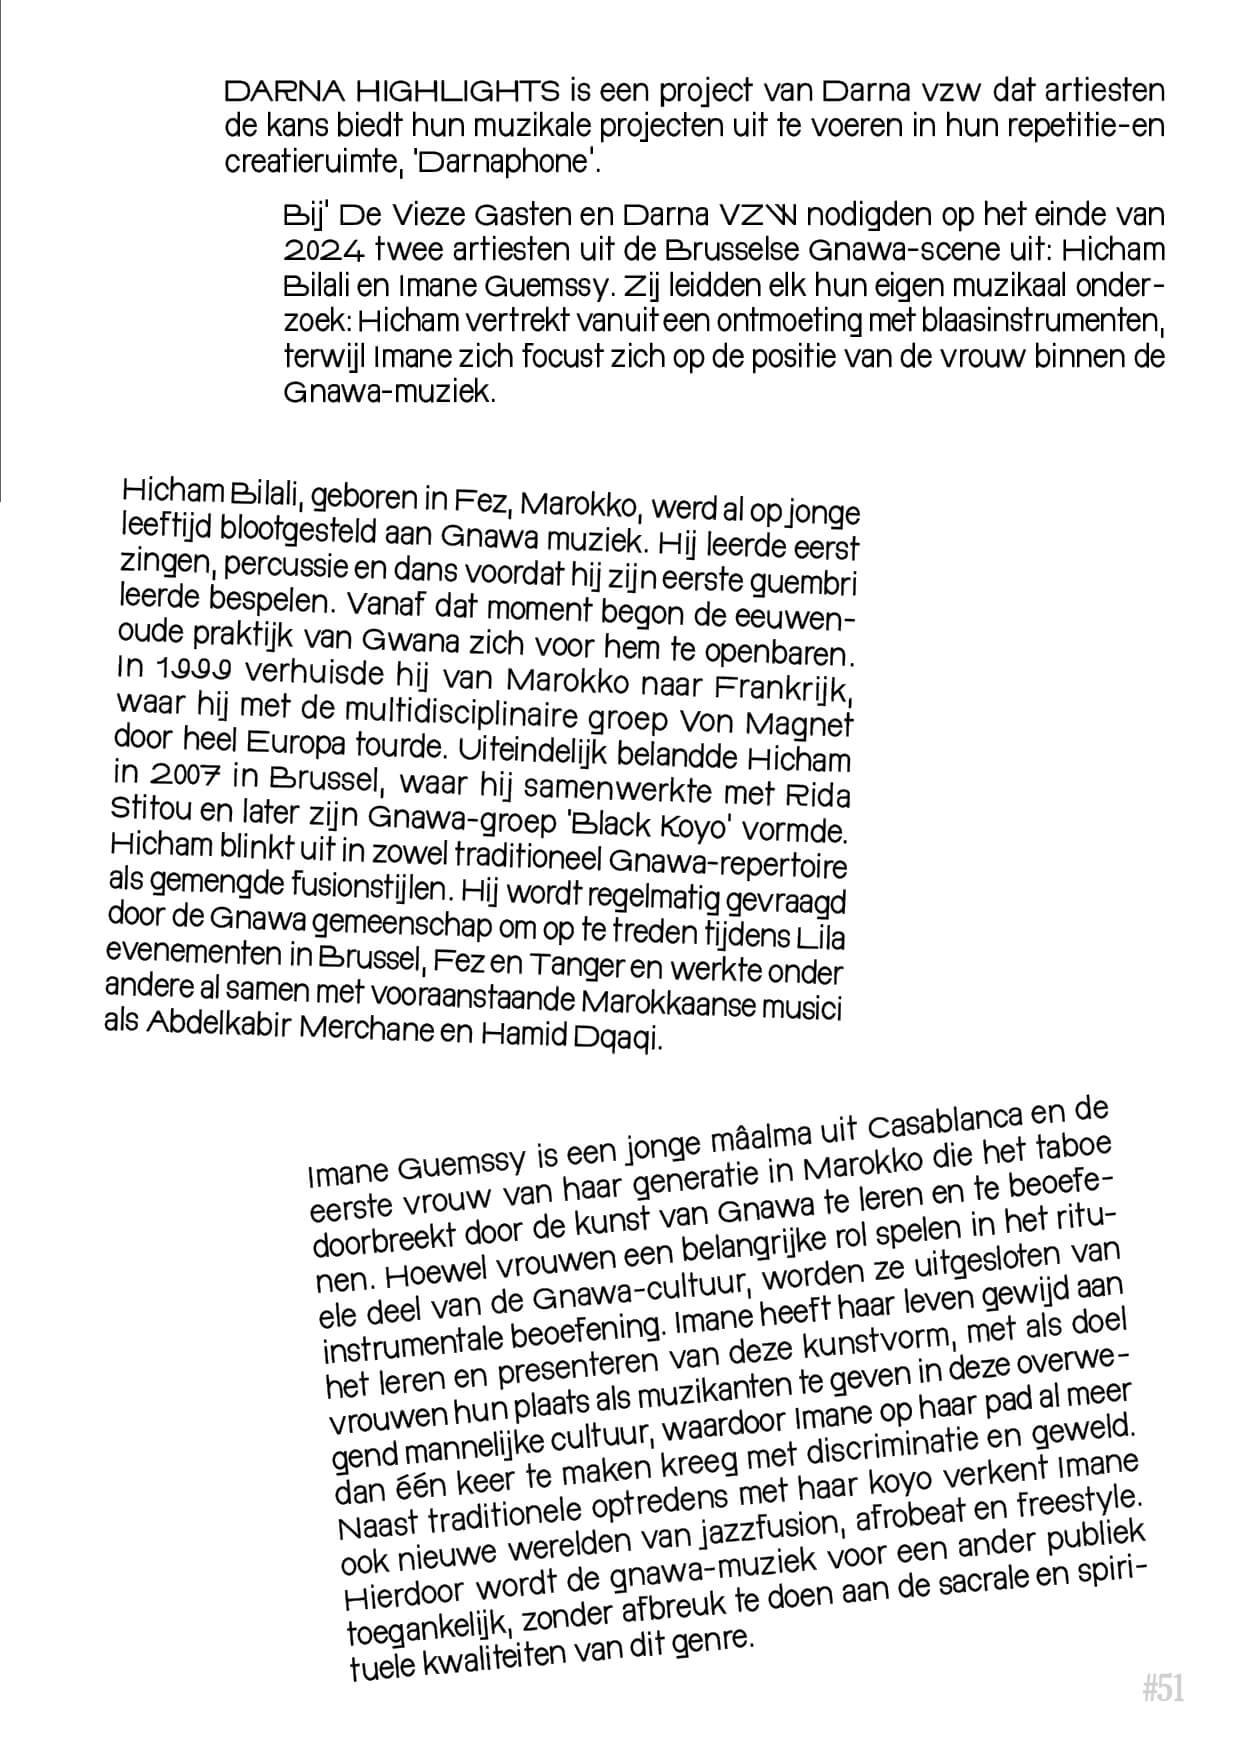 DARNA HIGHLIGHTS is een project van Darna vzw dat artiesten
de kans biedt hun muzikale projecten uit te voeren in hun repetitie-en
creatieruimte, 'Darnaphone'.
Bij' De Vieze Gasten en Darna VZW nodigden op het einde van
2024 twee artiesten uit de Brusselse Gnawa-scene uit: Hicham
Bilali en Imane Guemssy. Zij leidden elk hun eigen muzikaal onder-
zoek: Hicham vertrekt vanuit een ontmoeting met blaasinstrumenten,
terwijl Imane zich focust zich op de positie van de vrouw binnen de
Gnawa-muziek.
Hicham Bilali, geboren in Fez, Marokko, werd al op jonge
leeftijd blootgesteld aan Gnawa muziek. Hij leerde eerst
zingen, percussie en dans voordat hij zijn eerste guembri
leerde bespelen. Vanaf dat moment begon de eeuwen-
oude praktijk van Gwana zich voor hem te openbaren.
In 1999 verhuisde hij van Marokko naar Frankrijk,
waar hij met de multidisciplinaire groep Von Magnet
door heel Europa tourde. Uiteindelijk belandde Hicham
in 2007 in Brussel, waar hij samenwerkte met Rida
Stitou en later zijn Gnawa-groep 'Black Koyo' vormde.
Hicham blinkt uit in zowel traditioneel Gnawa-repertoire
als gemengde fusionstijlen. Hij wordt regelmatig gevraagd
door de Gnawa gemeenschap om op te treden tijdens Lila
evenementen in Brussel, Fez en Tanger en werkte onder
andere al samen met vooraanstaande Marokkaanse musici
als Abdelkabir Merchane en Hamid Dqaqi.
Imane Guemssy is een jonge mâalma uit Casablanca en de
eerste vrouw van haar generatie in Marokko die het taboe
doorbreekt door de kunst van Gnawa te leren en te beoefe-
nen. Hoewel vrouwen een belangrijke rol spelen in het ritu-
ele deel van de Gnawa-cultuur, worden ze uitgesloten van
instrumentale beoefening. Imane heeft haar leven gewijd aan
het leren en presenteren van deze kunstvorm, met als doel
vrouwen hun plaats als muzikanten te geven in deze overwe-
gend mannelijke cultuur, waardoor Imane op haar pad al meer
dan één keer te maken kreeg met discriminatie en geweld.
Naast traditionele optredens met haar koyo verkent Imane
ook nieuwe werelden van jazzfusion, afrobeat en freestyle.
Hierdoor wordt de gnawa-muziek voor een ander publiek
toegankelijk, zonder afbreuk te doen aan de sacrale en spiri-
tuele kwaliteiten van dit genre.
#51